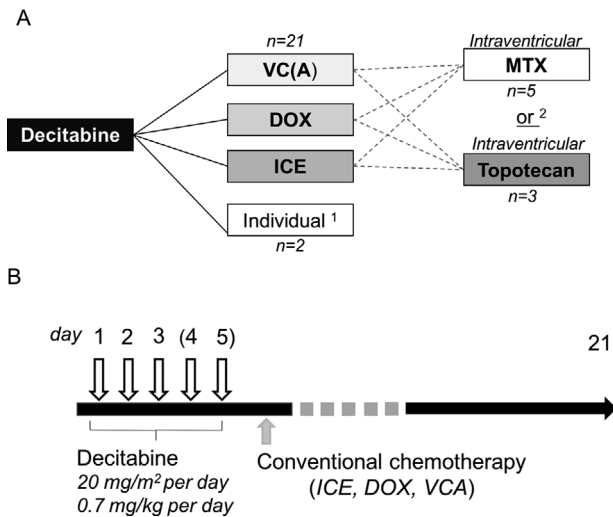 A
n=21
Intraventricular
VC(A)
MTX
n=5
Decitabine
DOX
or 2
Intraventricular
ICE
Topotecan
n=3
Individual 1
n=2
B
day 1 2 3 (4 5)
21
Decitabine
20 mg/m² per day
0.7 mg/kg per day
Conventional chemotherapy
(ICE, DOX, VCA)